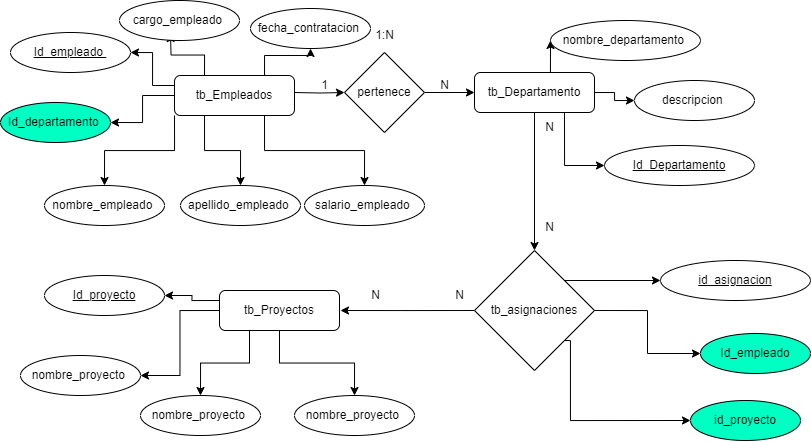 cargo_empleado
fecha_contratacion
1:N
nombre_departamento
Id_empleado
tb_Empleados
1
pertenece
N
tb_Departamento
descripcion
Id_departamento
N
Id_Departamento
nombre_empleado
apellido_empleado
salario_empleado
N
id_asignacion
Id_proyecto
N
N
tb_Proyectos
tb_asignaciones
Id_empleado
nombre_proyecto
nombre_proyecto
nombre_proyecto
id_proyecto